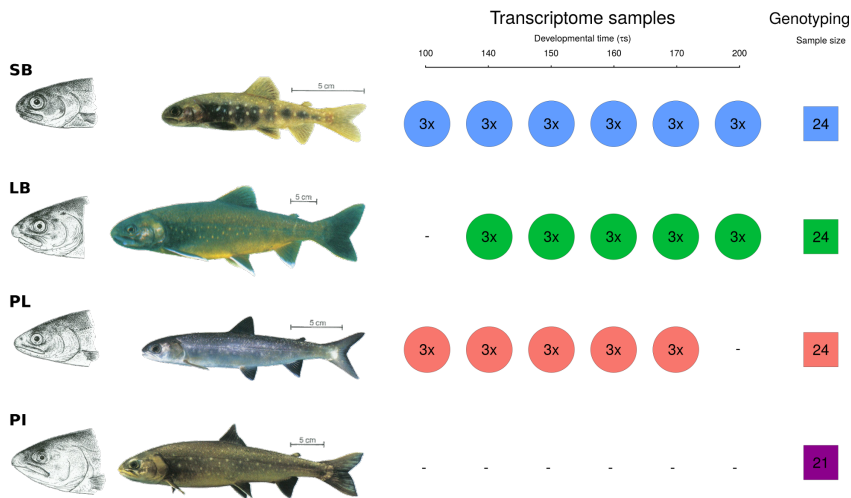 Transcriptome samples
Genotyping
Developmental time (τs)
Sample size
100 140 150 160 170 200
SB
5 cm
3x 3x 3x 3x 3x 3x 24
LB
5 cm
- 3x 3x 3x 3x 3x 24
PL
5 cm
3x 3x 3x 3x 3x - 24
PI
5 cm
- - - - - - 21